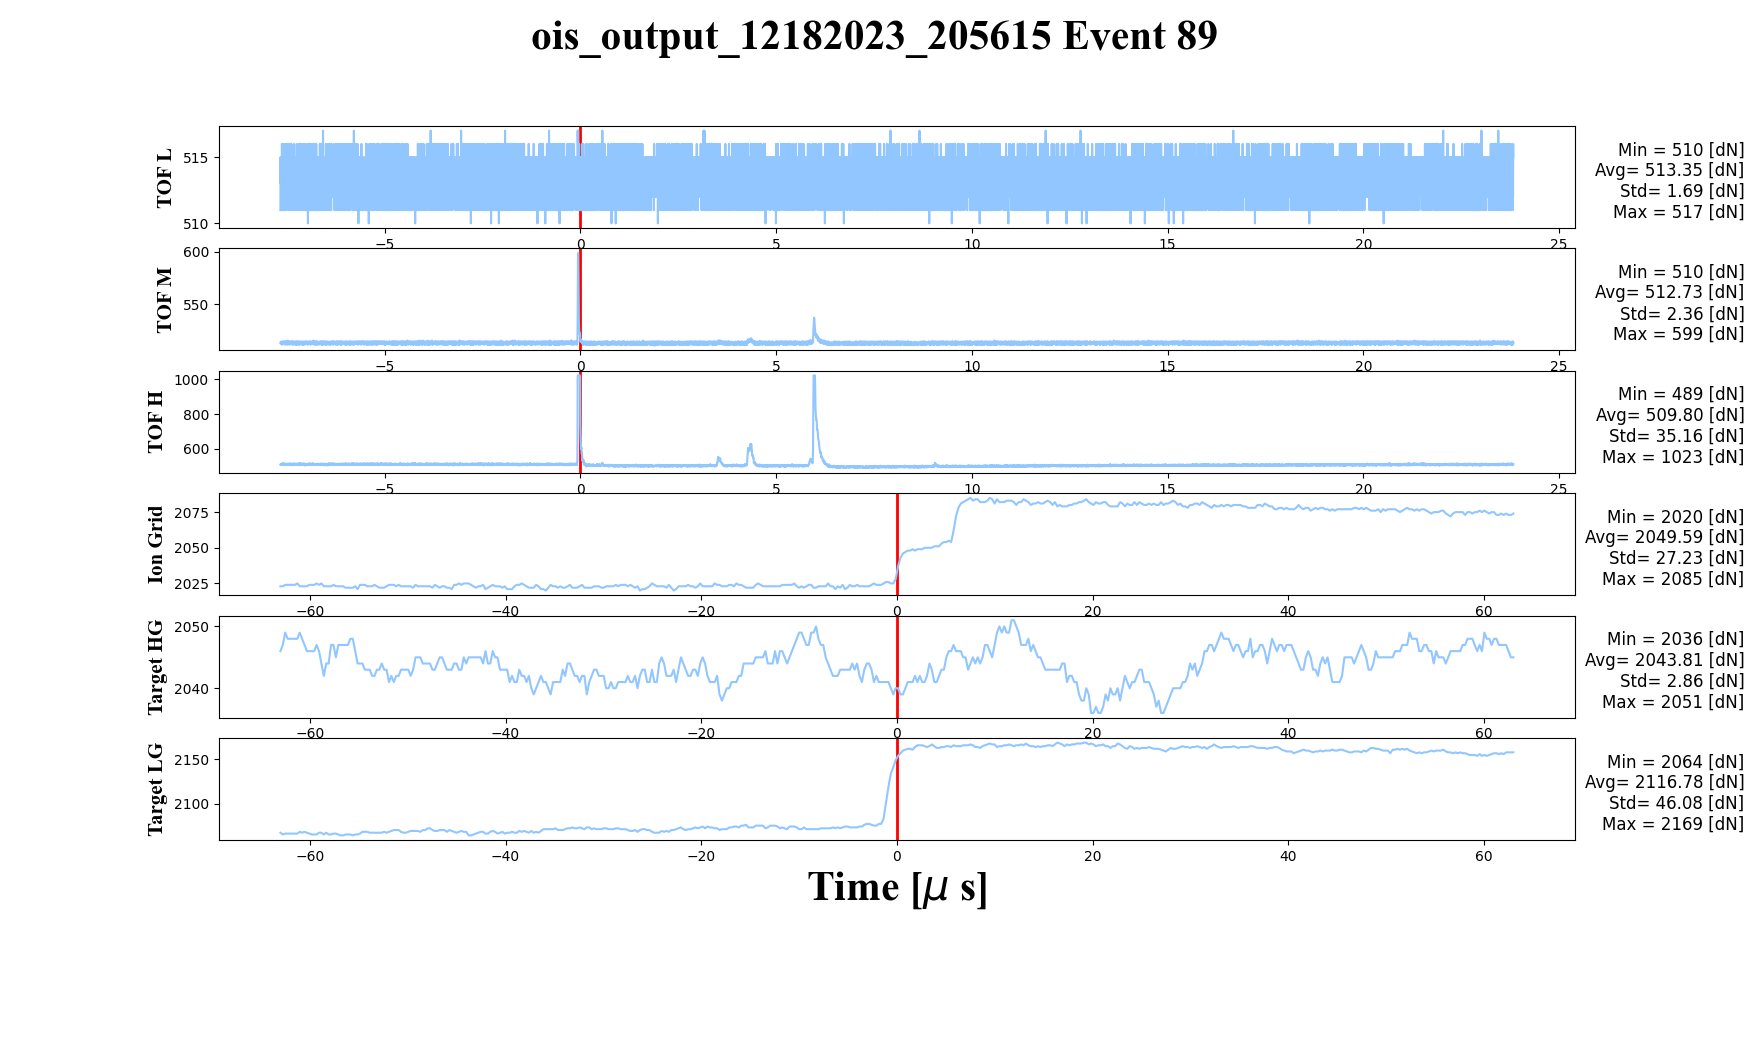 ois_output_12182023_205615 Event 89
TOF L
515
510
−5
0
5
10
15
20
25
Min = 510 [dN]
Avg= 513.35 [dN]
Std= 1.69 [dN]
Max = 517 [dN]
TOF M
600
550
−5
0
5
10
15
20
25
Min = 510 [dN]
Avg= 512.73 [dN]
Std= 2.36 [dN]
Max = 599 [dN]
TOF H
1000
800
600
−5
0
5
10
15
20
25
Min = 489 [dN]
Avg= 509.80 [dN]
Std= 35.16 [dN]
Max = 1023 [dN]
Ion Grid
2075
2050
2025
−60
−40
−20
0
20
40
60
Min = 2020 [dN]
Avg= 2049.59 [dN]
Std= 27.23 [dN]
Max = 2085 [dN]
Target HG
2050
2040
−60
−40
−20
0
20
40
60
Min = 2036 [dN]
Avg= 2043.81 [dN]
Std= 2.86 [dN]
Max = 2051 [dN]
Target LG
2150
2100
−60
−40
−20
0
20
40
60
Min = 2064 [dN]
Avg= 2116.78 [dN]
Std= 46.08 [dN]
Max = 2169 [dN]
Time [μ s]